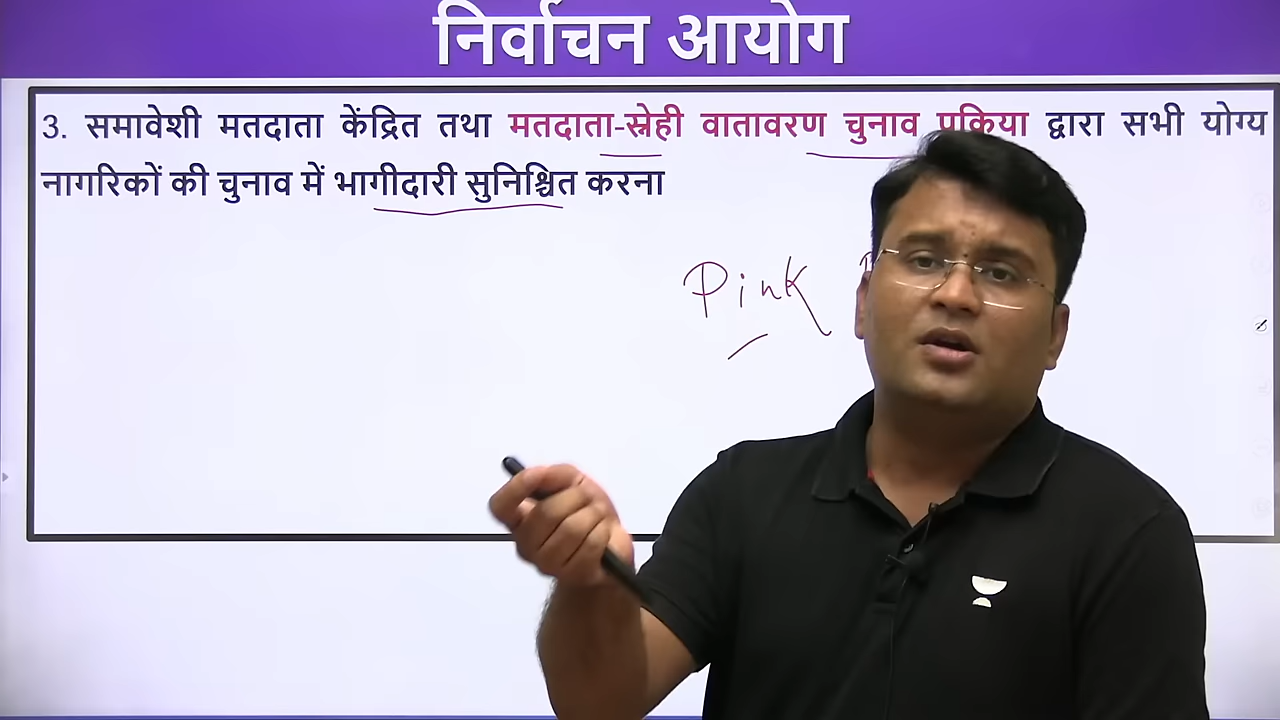 निर्वाचन आयोग
3. समावेशी मतदाता केंद्रित तथा मतदाता-स्नेही वातावरण चुनाव प्रक्रिया द्वारा सभी योग्य
नागरिकों की चुनाव में भागीदारी सुनिश्चित करना
Pink